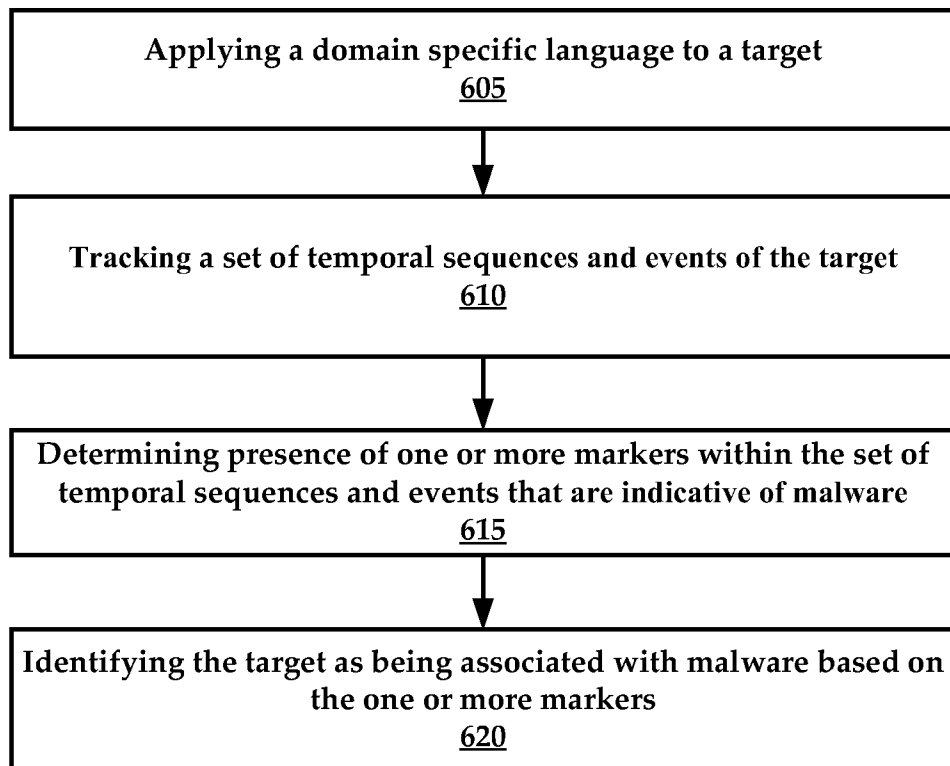 Applying a domain specific language to a target
605
Tracking a set of temporal sequences and events of the target
610
Determining presence of one or more markers within the set of
temporal sequences and events that are indicative of malware
615
Identifying the target as being associated with malware based on
the one or more markers
620